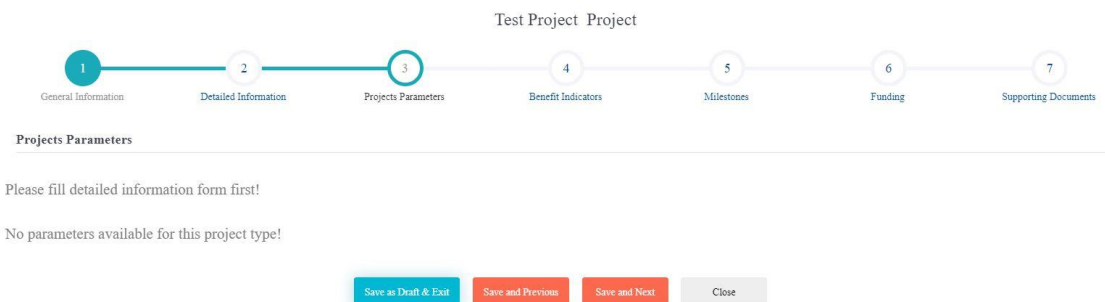 Test Project Project
1 2 3 4 5 6 7
General Information Detailed Information Projects Parameters Benefit Indicators Milestones Funding Supporting Documents
Projects Parameters
Please fill detailed information form first!
No parameters available for this project type!
Save as Draft & Exit Save and Previous Save and Next Close